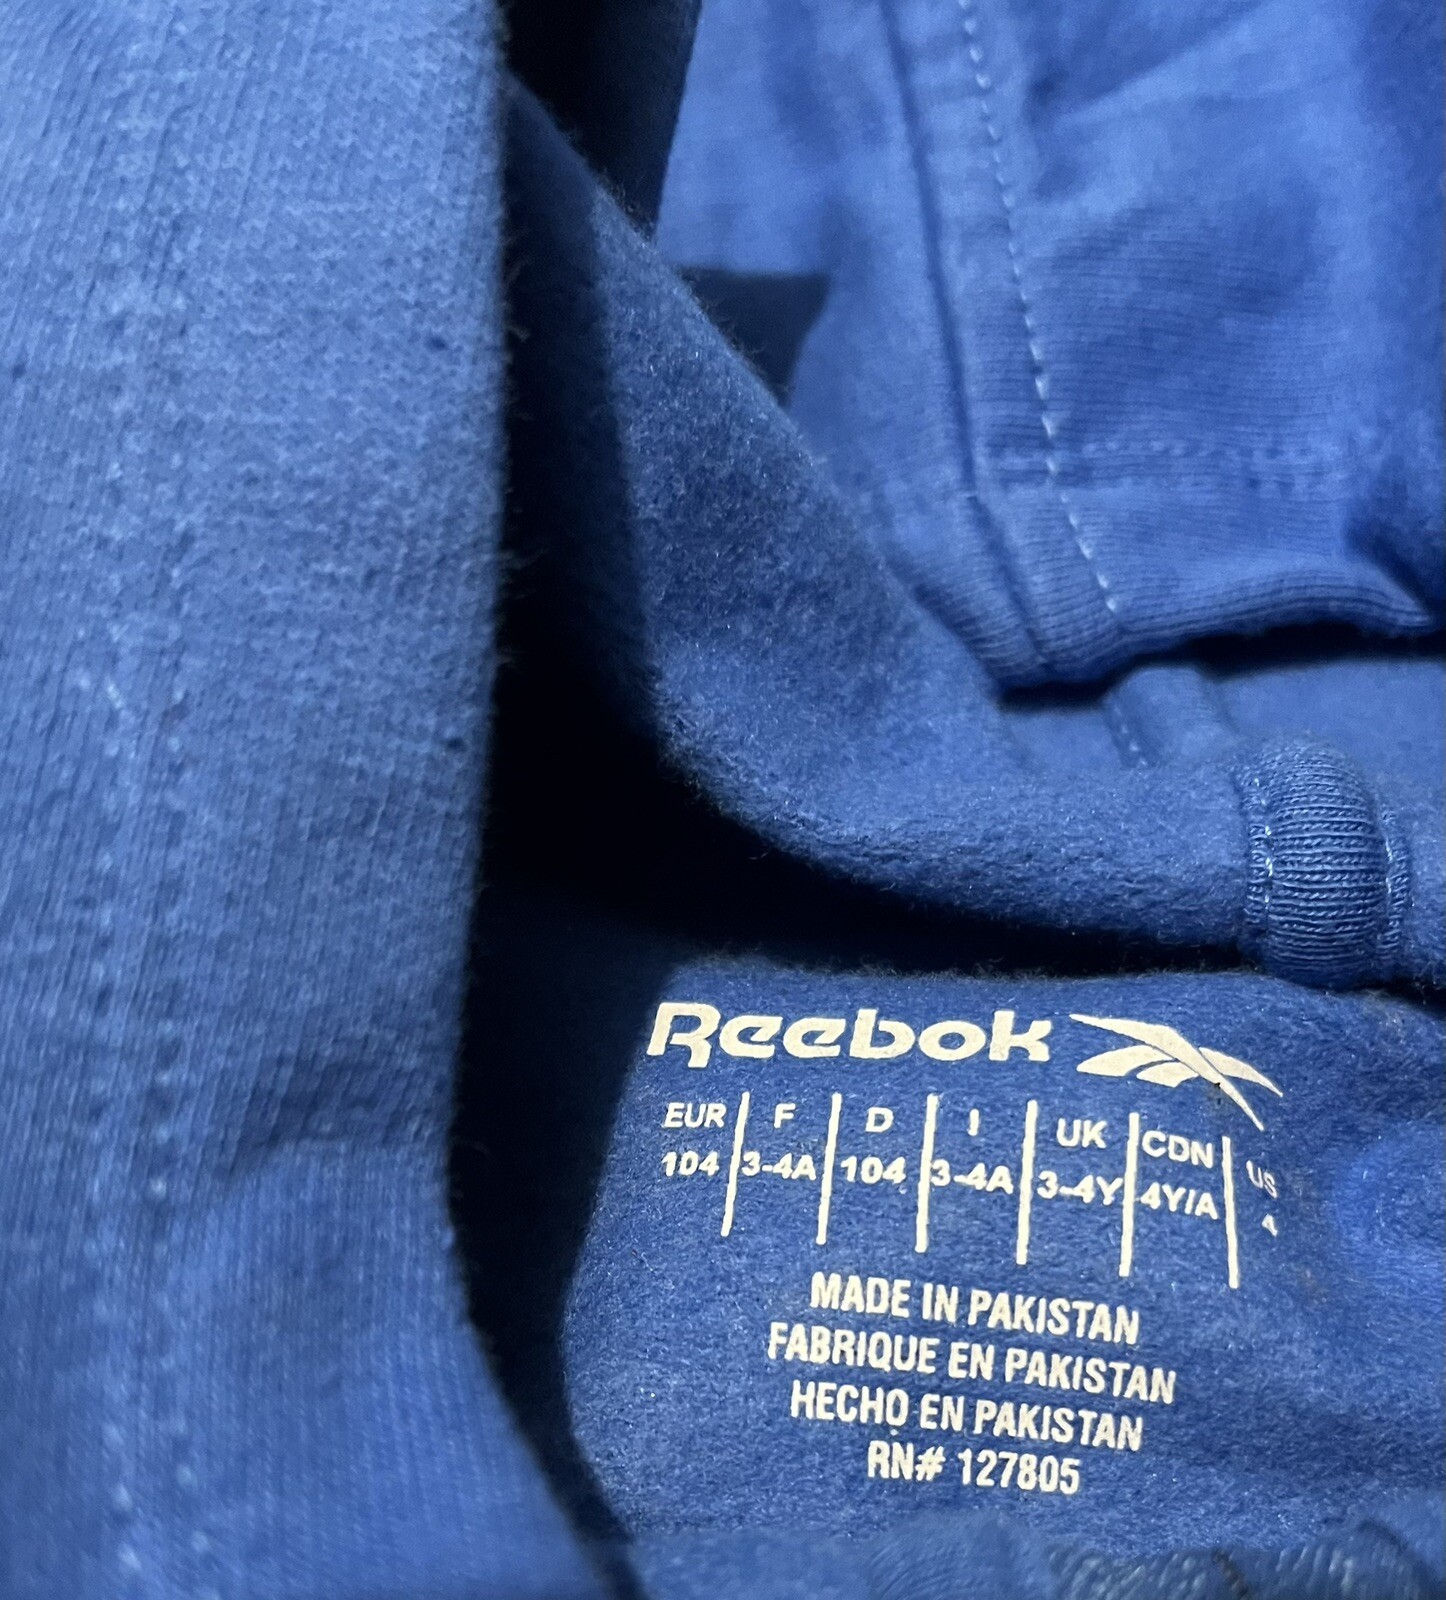 Reebok
EUR F D I UK CDN US
104 3-4A 104 3-4A 3-4Y 4Y/A 4
MADE IN PAKISTAN
FABRIQUE EN PAKISTAN
HECHO EN PAKISTAN
RN# 127805